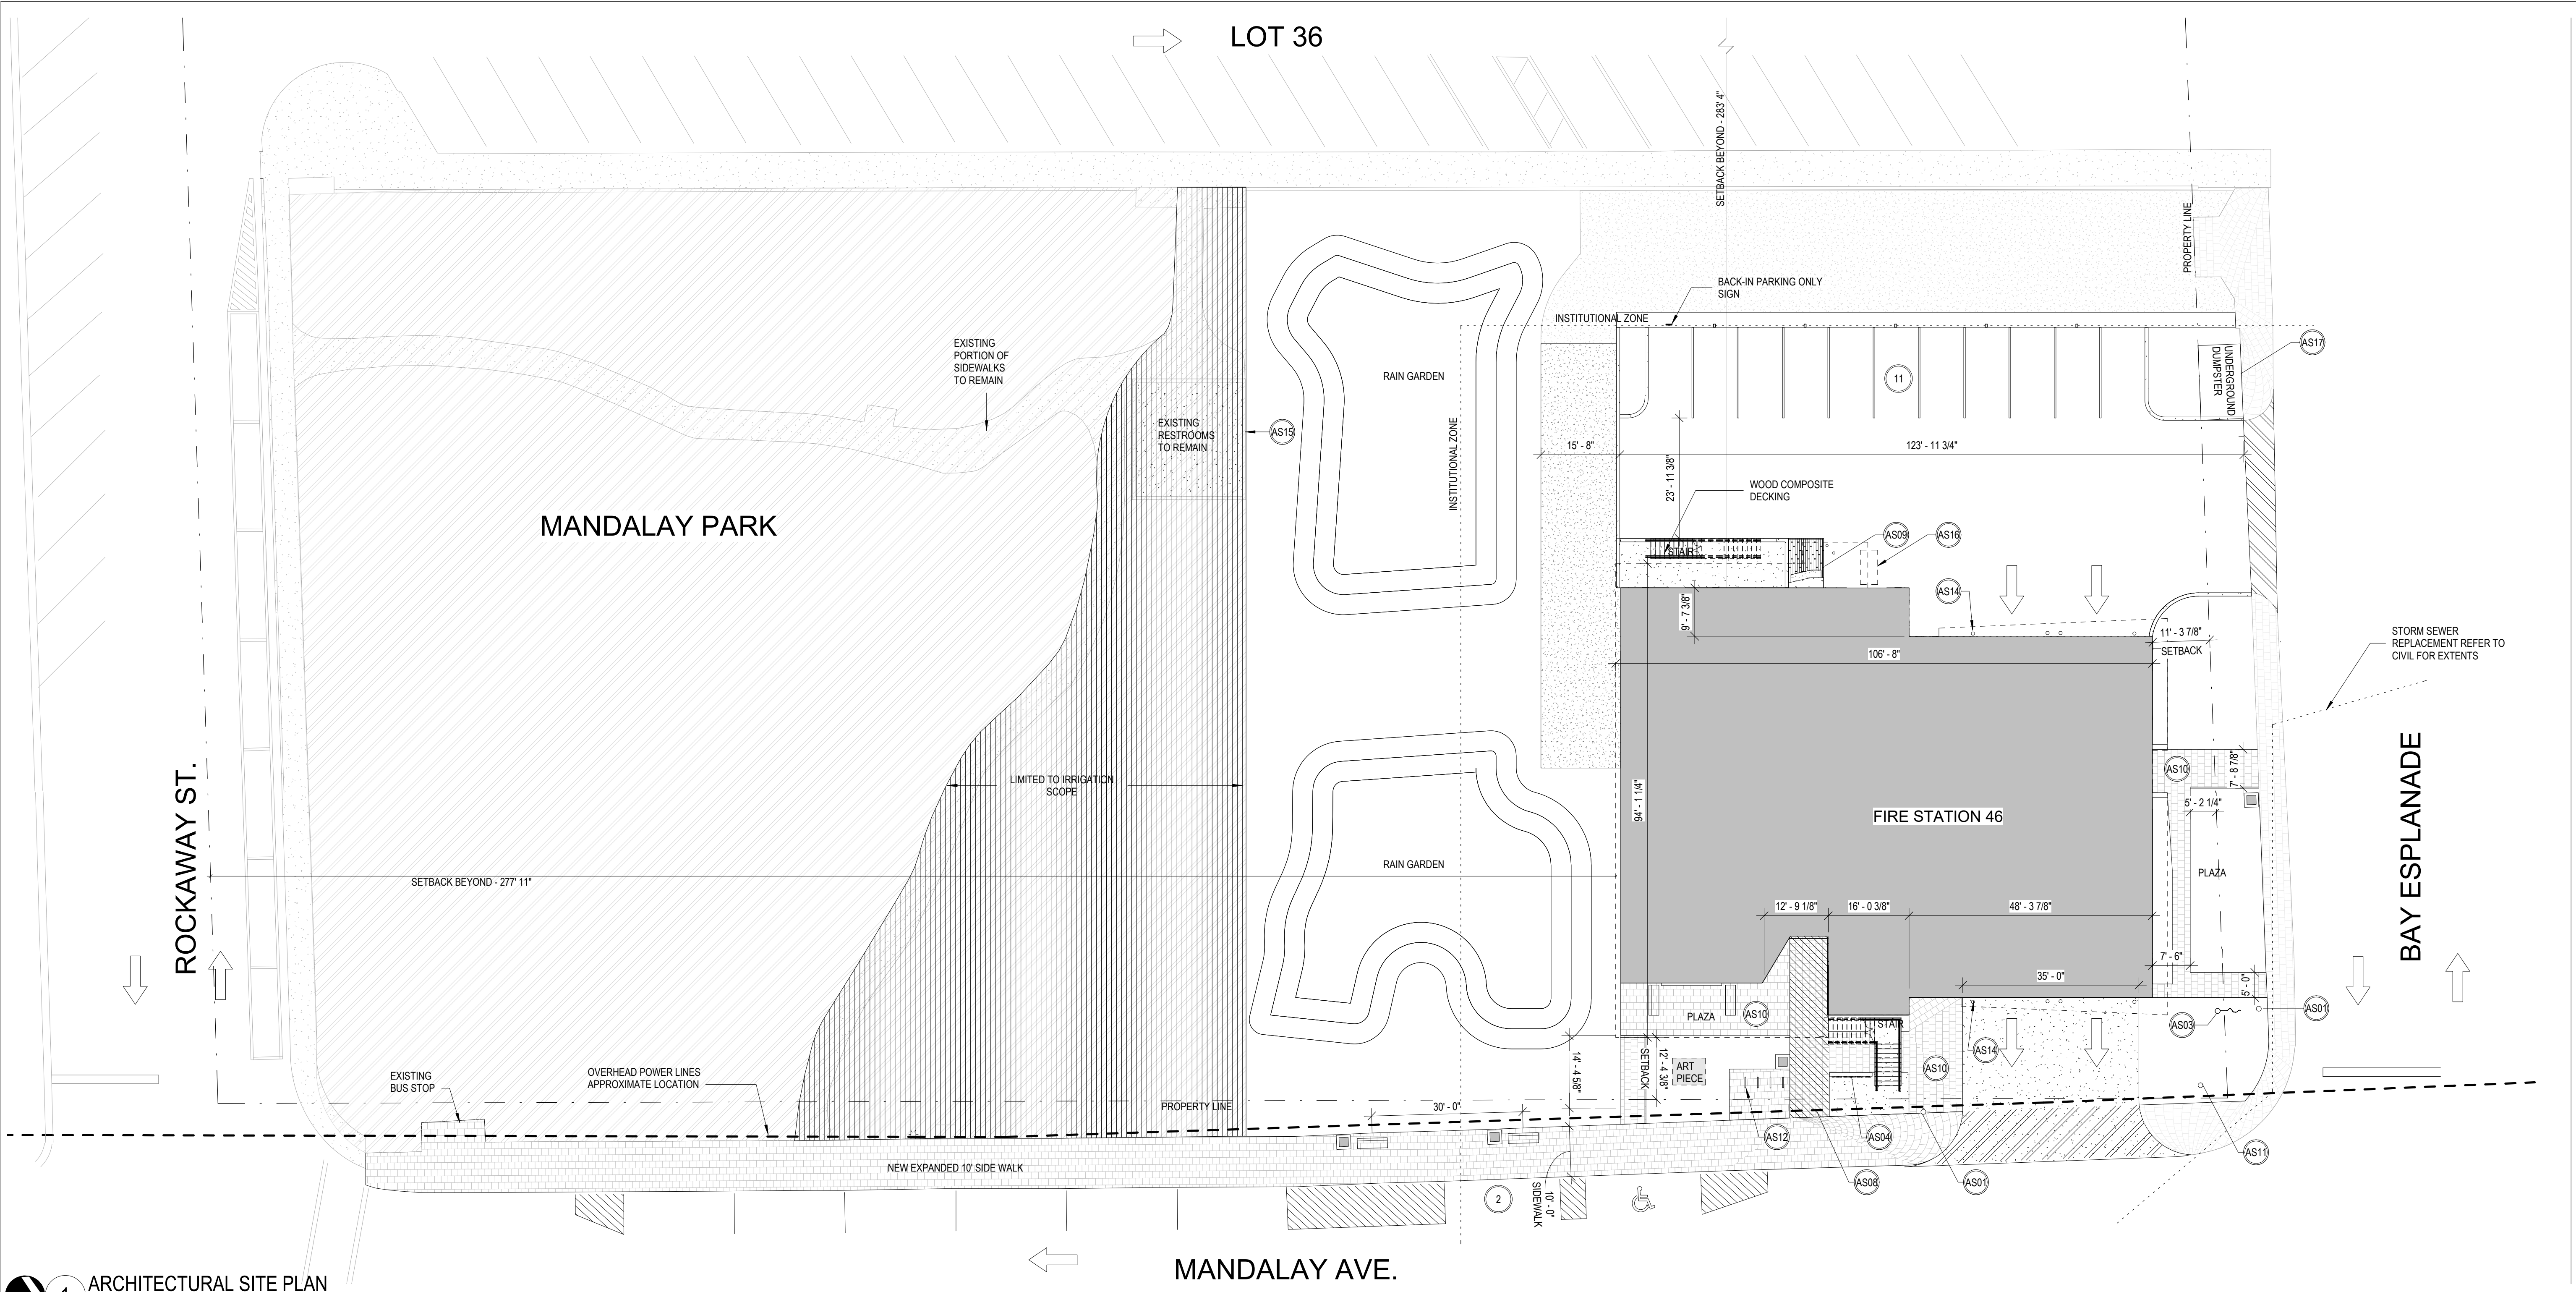 LOT 36
SETBACK BEYOND - 283' 4"
PROPERTY LINE
BACK-IN PARKING ONLY
SIGN
INSTITUTIONAL ZONE
EXISTING
PORTION OF
SIDEWALKS
TO REMAIN
RAIN GARDEN
11
UNDERGROUND
DUMPSTER
AS17
EXISTING
RESTROOMS
TO REMAIN
AS15
INSTITUTIONAL ZONE
15' - 8"
123' - 11 3/4"
23' - 11 3/8"
WOOD COMPOSITE
DECKING
MANDALAY PARK
STAIR
AS09
AS16
AS14
9' - 7 3/8"
11' - 3 7/8"
SETBACK
STORM SEWER
REPLACEMENT REFER TO
CIVIL FOR EXTENTS
106' - 8"
94' - 1 1/4"
LIMITED TO IRRIGATION
SCOPE
AS10
7' - 8 7/8"
5' - 2 1/4"
FIRE STATION 46
ROCKAWAY ST.
BAY ESPLANADE
RAIN GARDEN
PLAZA
SETBACK BEYOND - 277' 11"
12' - 9 1/8"
16' - 0 3/8"
48' - 3 7/8"
7' - 6"
35' - 0"
5' - 0"
PLAZA
AS10
STAIR
AS03
AS01
AS14
14' - 4 5/8"
SETBACK
12' - 4 3/8"
ART
PIECE
AS10
EXISTING
BUS STOP
OVERHEAD POWER LINES
APPROXIMATE LOCATION
PROPERTY LINE
30' - 0"
AS12
AS04
AS11
NEW EXPANDED 10' SIDE WALK
AS08
AS01
2
10' - 0"
SIDEWALK
MANDALAY AVE.
ARCHITECTURAL SITE PLAN